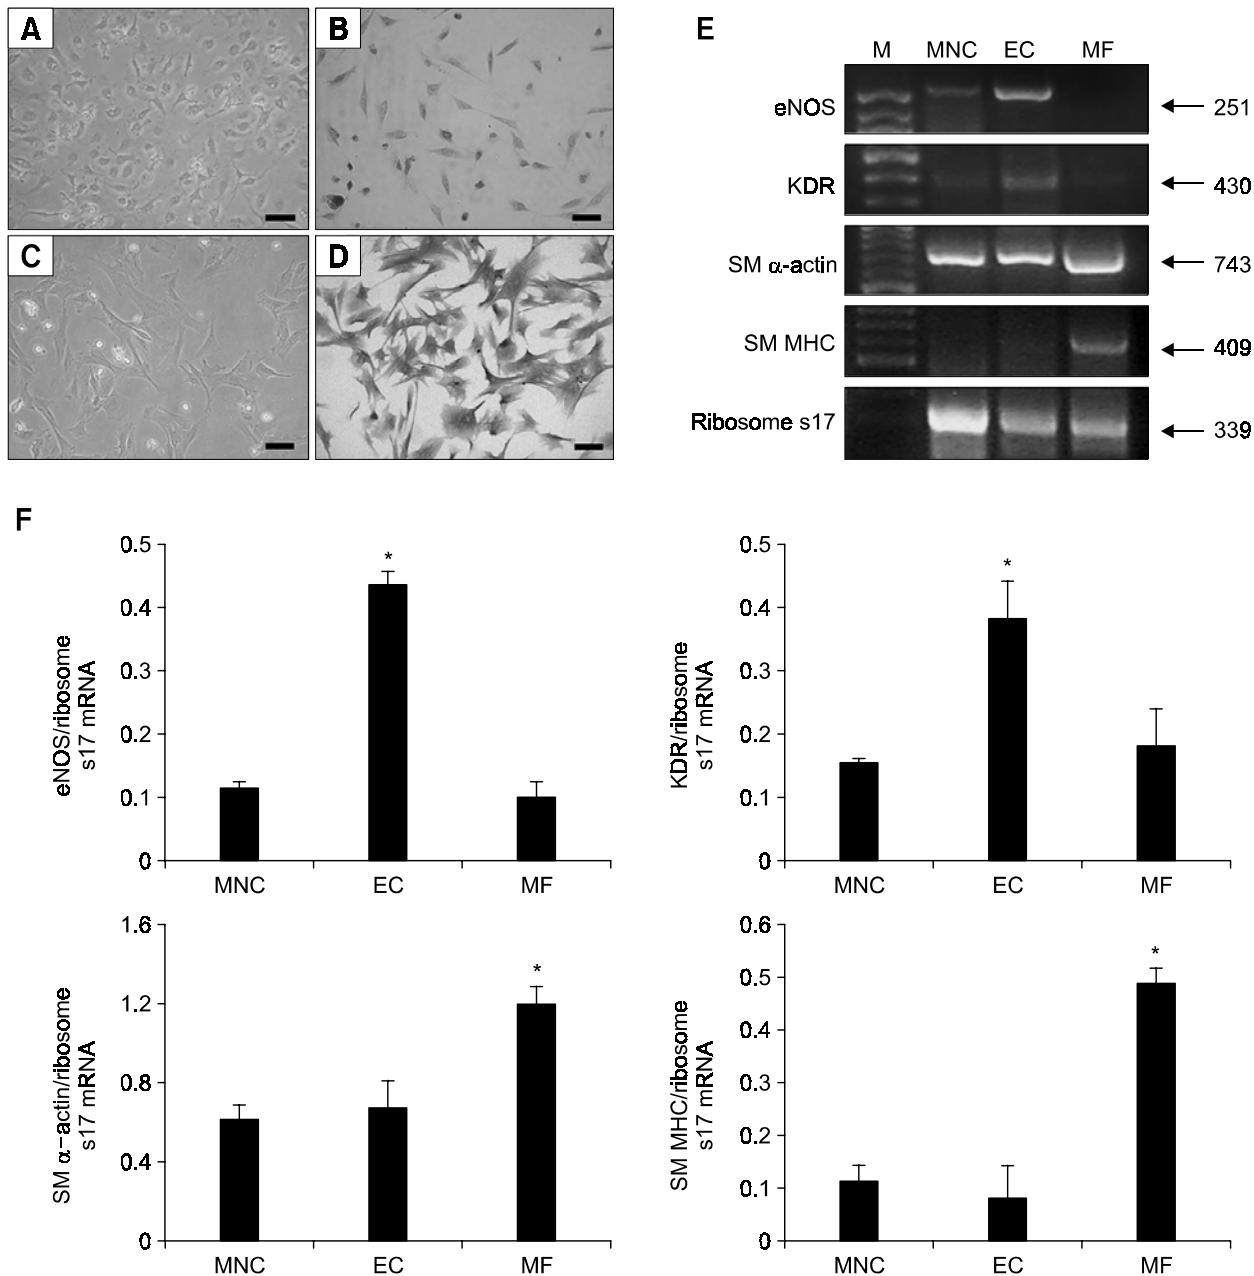 A
B
C
D
E
M MNC EC MF
eNOS 251
KDR 430
SM α-actin 743
SM MHC 409
Ribosome s17 339
F
eNOS/ribosome
s17 mRNA
0.5
0.4
0.3
0.2
0.1
0
*
MNC EC MF
KDR/ribosome
s17 mRNA
0.5
0.4
0.3
0.2
0.1
0
*
MNC EC MF
SM α−actin/ribosome
s17 mRNA
1.6
1.2
0.8
0.4
0
*
MNC EC MF
SM MHC/ribosome
s17 mRNA
0.6
0.5
0.4
0.3
0.2
0.1
0
*
MNC EC MF